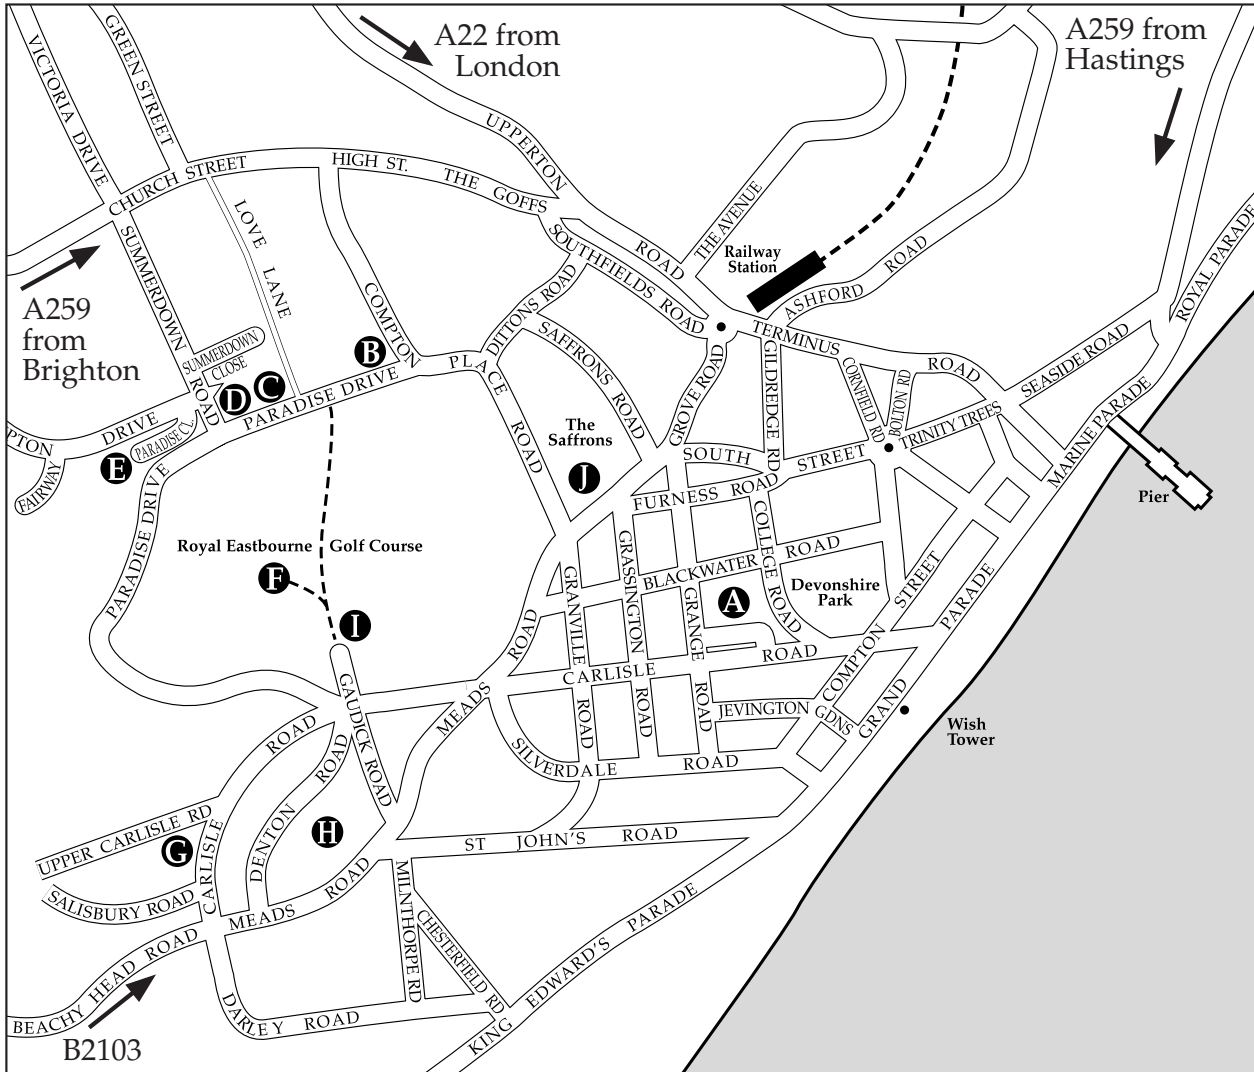 A22 from
London
A259 from
Hastings
VICTORIA DRIVE
GREEN STREET
CHURCH STREET
HIGH ST.
THE GOFFS
UPPERTON
ROAD
THE AVENUE
Railway
Station
ASHFORD ROAD
ROYAL PARADE
A259
from
Brighton
SUMMERDOWN
ROAD
LOVE LANE
COMPTON
PLACE
ROAD
SOUTHFIELDS ROAD
DITTONS ROAD
SAFFRONS ROAD
TERMINUS
ROAD
SEASIDE ROAD
SUMMERDOWN
CLOSE
B
C
D
PARADISE DRIVE
GROVE ROAD
GILDREDGE RD
CORNFIELD RD
BOLTON RD
TRINITY TREES
MARINE PARADE
PTON
DRIVE
PARADISE CL.
E
FAIRWAY
PARADISE DRIVE
The
Saffrons
J
SOUTH STREET
FURNESS ROAD
Pier
Royal Eastbourne Golf Course
F
I
GRASSINGTON
ROAD
BLACKWATER ROAD
COLLEGE ROAD
A
Devonshire
Park
GRANVILLE
ROAD
GRANGE
ROAD
CARLISLE
ROAD
COMPTON STREET
GRAND PARADE
GAUDICK ROAD
MEADS
ROAD
JEVINGTON
GDNS
Wish
Tower
SILVERDALE
ROAD
ROAD
CARLISLE
DENTON
ROAD
H
G
UPPER CARLISLE RD
SALISBURY ROAD
MEADS ROAD
ST JOHN'S ROAD
MILNTHORPE RD
CHESTERFIELD RD
KING EDWARD'S PARADE
BEACHY HEAD ROAD
DARLEY ROAD
B2103